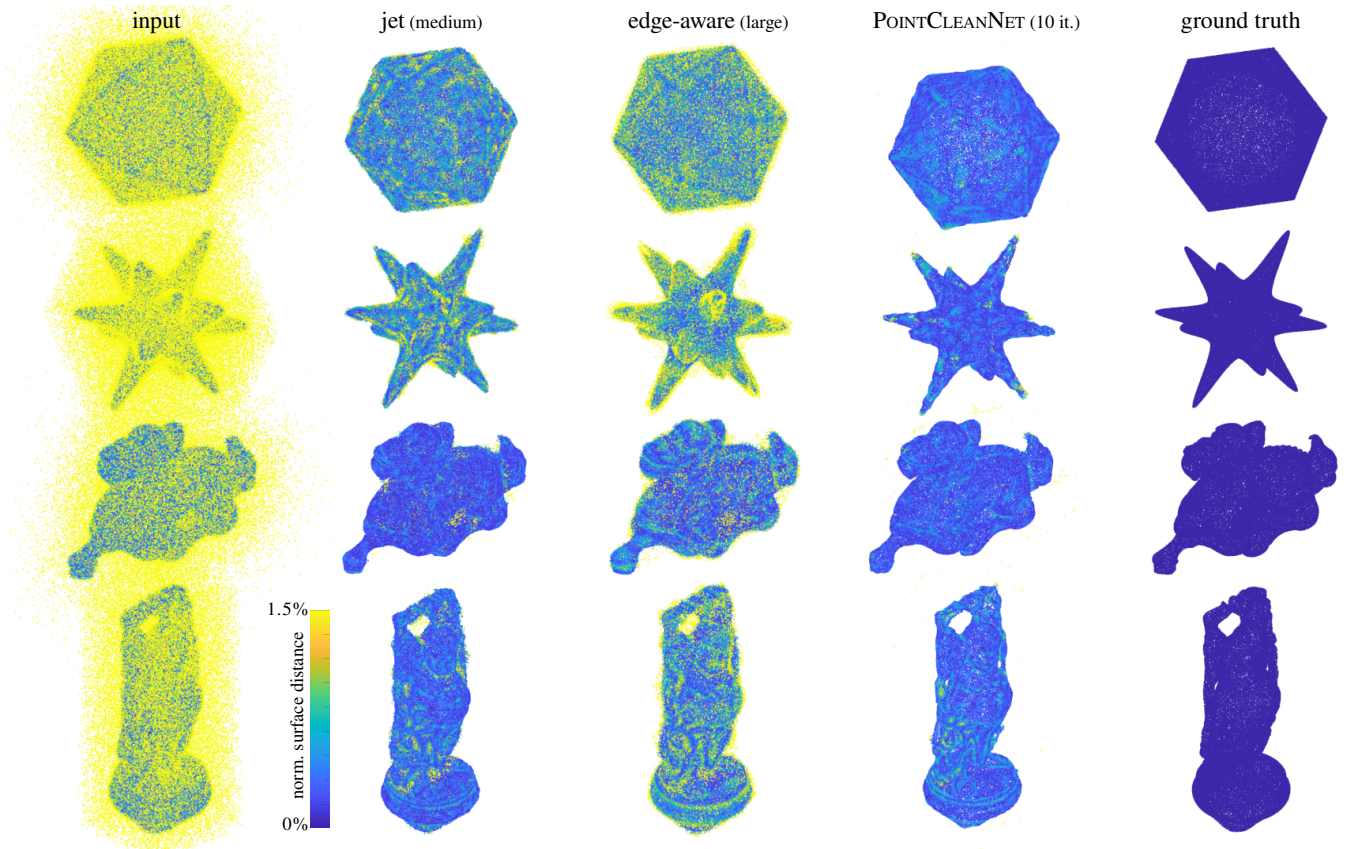 input
jet (medium)
edge-aware (large)
POINTCLEANNET (10 it.)
ground truth
1.5%
norm. surface distance
0%